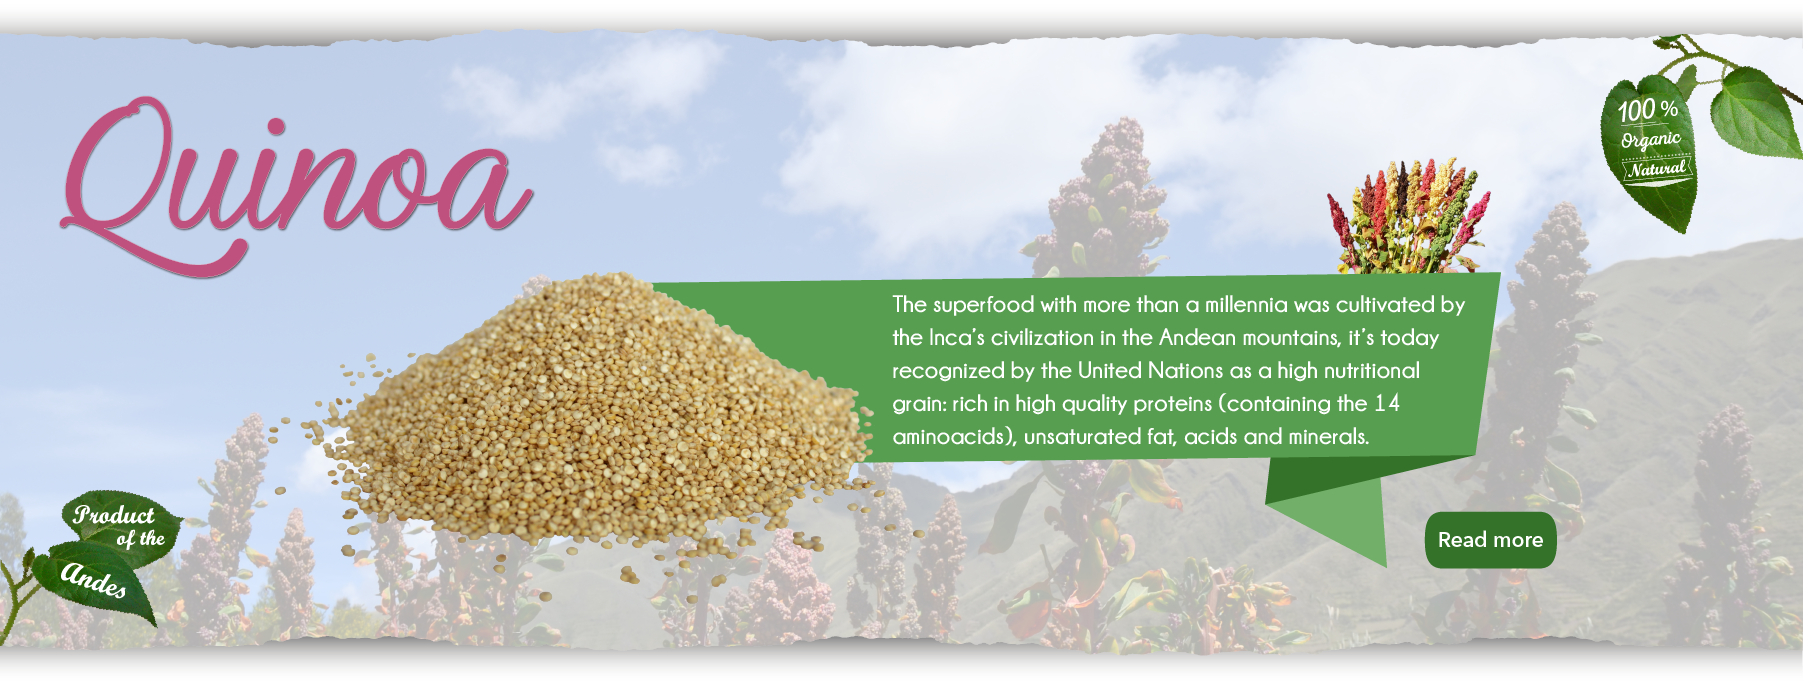 Quinoa
100 %
Organic
Natural
The superfood with more than a millennia was cultivated by
the Inca's civilization in the Andean mountains, it's today
recognized by the United Nations as a high nutritional
grain: rich in high quality proteins (containing the 14
aminoacids), unsaturated fat, acids and minerals.
Product
of the
Andes
Read more